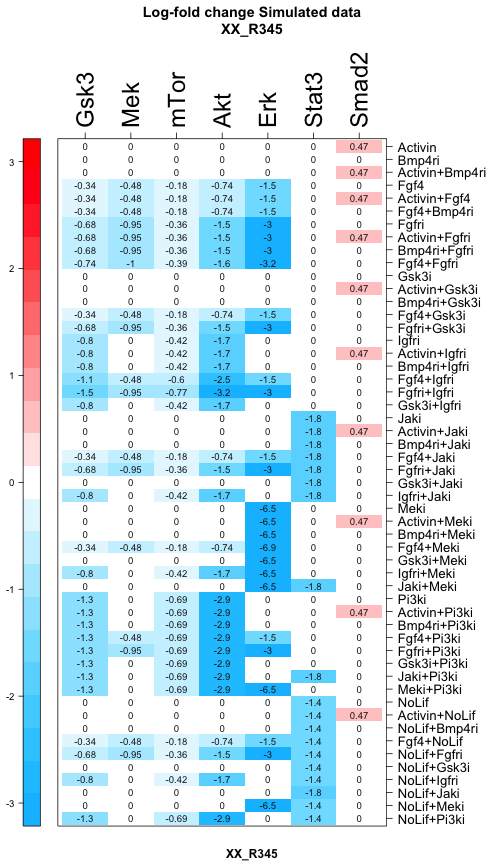 Log-fold change Simulated data
XX_R345
Gsk3 Mek mTor Akt Erk Stat3 Smad2
3
2
1
0
-1
-2
-3
0 0 0 0 0 0 0.47 Activin
0 0 0 0 0 0 0 Bmp4ri
0 0 0 0 0 0 0.47 Activin+Bmp4ri
-0.34 -0.48 -0.18 -0.74 -1.5 0 0 Fgf4
-0.34 -0.48 -0.18 -0.74 -1.5 0 0.47 Activin+Fgf4
-0.34 -0.48 -0.18 -0.74 -1.5 0 0 Fgf4+Bmp4ri
-0.68 -0.95 -0.36 -1.5 -3 0 0 Fgfri
-0.68 -0.95 -0.36 -1.5 -3 0 0.47 Activin+Fgfri
-0.68 -0.95 -0.36 -1.5 -3 0 0 Bmp4ri+Fgfri
-0.74 -1 -0.39 -1.6 -3.2 0 0 Fgf4+Fgfri
0 0 0 0 0 0 0 Gsk3i
0 0 0 0 0 0 0.47 Activin+Gsk3i
0 0 0 0 0 0 0 Bmp4ri+Gsk3i
-0.34 -0.48 -0.18 -0.74 -1.5 0 0 Fgf4+Gsk3i
-0.68 -0.95 -0.36 -1.5 -3 0 0 Fgfri+Gsk3i
-0.8 0 -0.42 -1.7 0 0 0 Igfri
-0.8 0 -0.42 -1.7 0 0 0.47 Activin+Igfri
-0.8 0 -0.42 -1.7 0 0 0 Bmp4ri+Igfri
-1.1 -0.48 -0.6 -2.5 -1.5 0 0 Fgf4+Igfri
-1.5 -0.95 -0.77 -3.2 -3 0 0 Fgfri+Igfri
-0.8 0 -0.42 -1.7 0 0 0 Gsk3i+Igfri
0 0 0 0 0 -1.8 0 Jaki
0 0 0 0 0 -1.8 0.47 Activin+Jaki
0 0 0 0 0 -1.8 0 Bmp4ri+Jaki
-0.34 -0.48 -0.18 -0.74 -1.5 -1.8 0 Fgf4+Jaki
-0.68 -0.95 -0.36 -1.5 -3 -1.8 0 Fgfri+Jaki
0 0 0 0 0 -1.8 0 Gsk3i+Jaki
-0.8 0 -0.42 -1.7 0 -1.8 0 Igfri+Jaki
0 0 0 0 -6.5 0 0 Meki
0 0 0 0 -6.5 0 0.47 Activin+Meki
0 0 0 0 -6.5 0 0 Bmp4ri+Meki
-0.34 -0.48 -0.18 -0.74 -6.9 0 0 Fgf4+Meki
0 0 0 0 -6.5 0 0 Gsk3i+Meki
-0.8 0 -0.42 -1.7 -6.5 0 0 Igfri+Meki
0 0 0 0 -6.5 -1.8 0 Jaki+Meki
-1.3 0 -0.69 -2.9 0 0 0 Pi3ki
-1.3 0 -0.69 -2.9 0 0 0.47 Activin+Pi3ki
-1.3 0 -0.69 -2.9 0 0 0 Bmp4ri+Pi3ki
-1.3 -0.48 -0.69 -2.9 -1.5 0 0 Fgf4+Pi3ki
-1.3 -0.95 -0.69 -2.9 -3 0 0 Fgfri+Pi3ki
-1.3 0 -0.69 -2.9 0 0 0 Gsk3i+Pi3ki
-1.3 0 -0.69 -2.9 0 -1.8 0 Jaki+Pi3ki
-1.3 0 -0.69 -2.9 -6.5 0 0 Meki+Pi3ki
0 0 0 0 0 -1.4 0 NoLif
0 0 0 0 0 -1.4 0.47 Activin+NoLif
0 0 0 0 0 -1.4 0 NoLif+Bmp4ri
-0.34 -0.48 -0.18 -0.74 -1.5 -1.4 0 Fgf4+NoLif
-0.68 -0.95 -0.36 -1.5 -3 -1.4 0 NoLif+Fgfri
0 0 0 0 0 -1.4 0 NoLif+Gsk3i
-0.8 0 -0.42 -1.7 0 -1.4 0 NoLif+Igfri
0 0 0 0 0 -1.8 0 NoLif+Jaki
0 0 0 0 -6.5 -1.4 0 NoLif+Meki
-1.3 0 -0.69 -2.9 0 -1.4 0 NoLif+Pi3ki
XX_R345